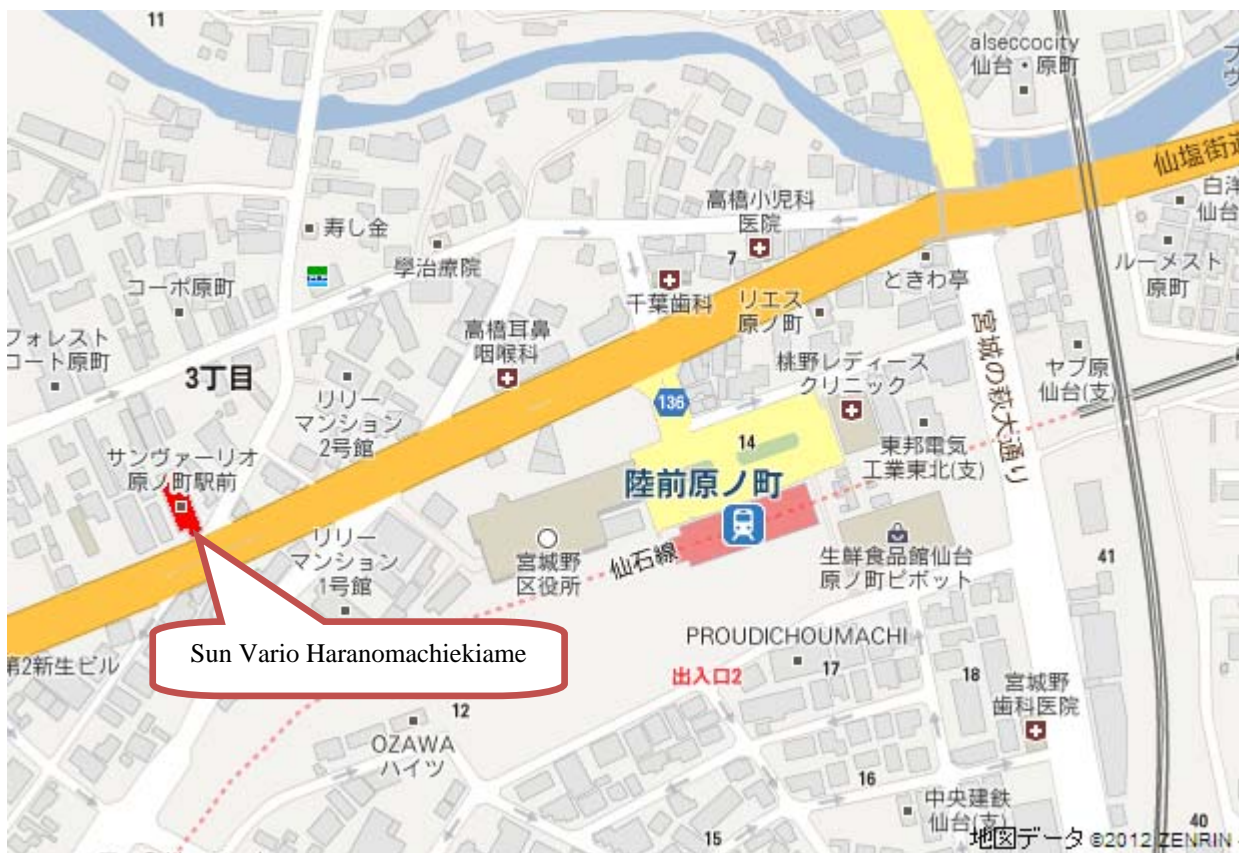 11
alseccocity
仙台・原町
仙塩街道
高橋小児科
医院
7
白洋
仙台
寿し金
學治療院
ルーメスト
原町
ときわ亭
コーポ原町
千葉歯科
リエス
原ノ町
フォレスト
コート原町
高橋耳鼻
咽喉科
宮城の萩大通り
3丁目
桃野レディース
クリニック
ヤブ原
仙台(支)
リリー
マンション
2号館
136
14
東邦電気
工業東北(支)
サンヴァーリオ
原ノ町駅前
陸前原ノ町
リリー
マンション
1号館
宮城野
区役所
仙石線
生鮮食品館仙台
原ノ町ピボット
41
Sun Vario Haranomachiekiame
PROUDICHOUMACHI
第2新生ビル
出入口2
17
18
宮城野
歯科医院
12
OZAWA
ハイツ
16
中央建鉄
仙台(支)
15
40
地図データ ©2012 ZENRIN